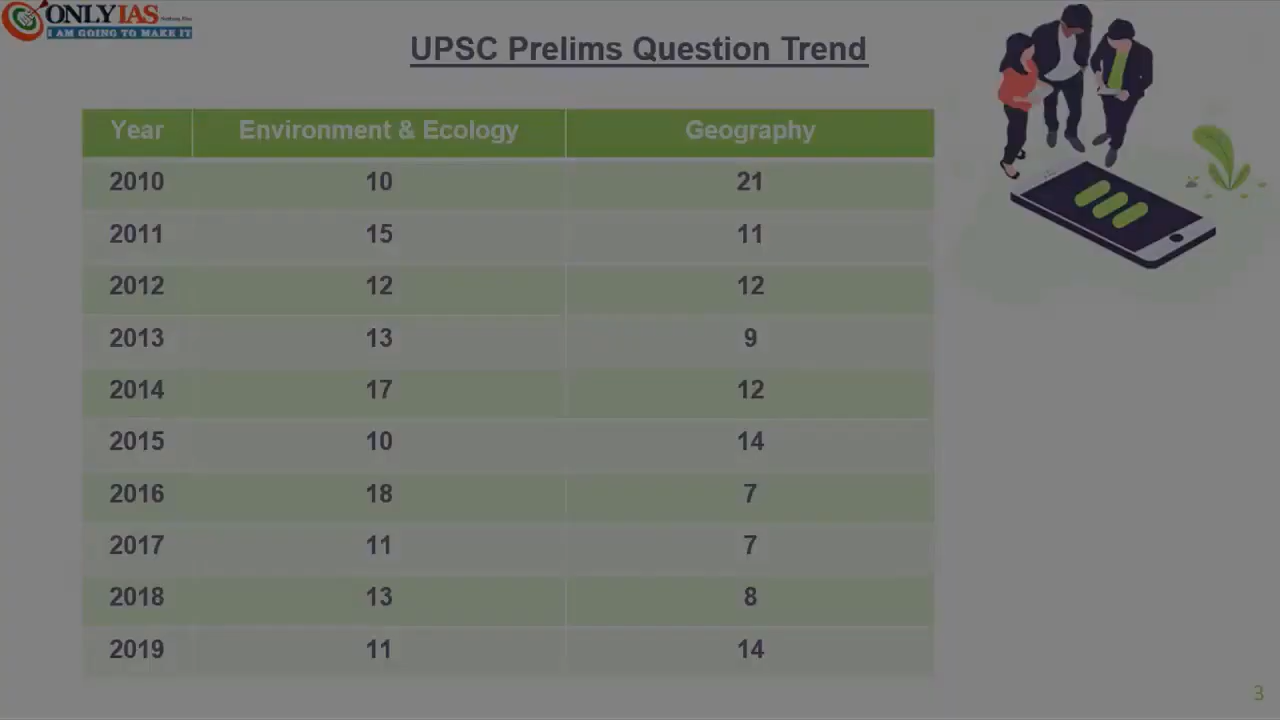 ONLY IAS
I AM GOING TO MAKE IT
UPSC Prelims Question Trend
Year Environment & Ecology Geography
2010 10 21
2011 15 11
2012 12 12
2013 13 9
2014 17 12
2015 10 14
2016 18 7
2017 11 7
2018 13 8
2019 11 14
3